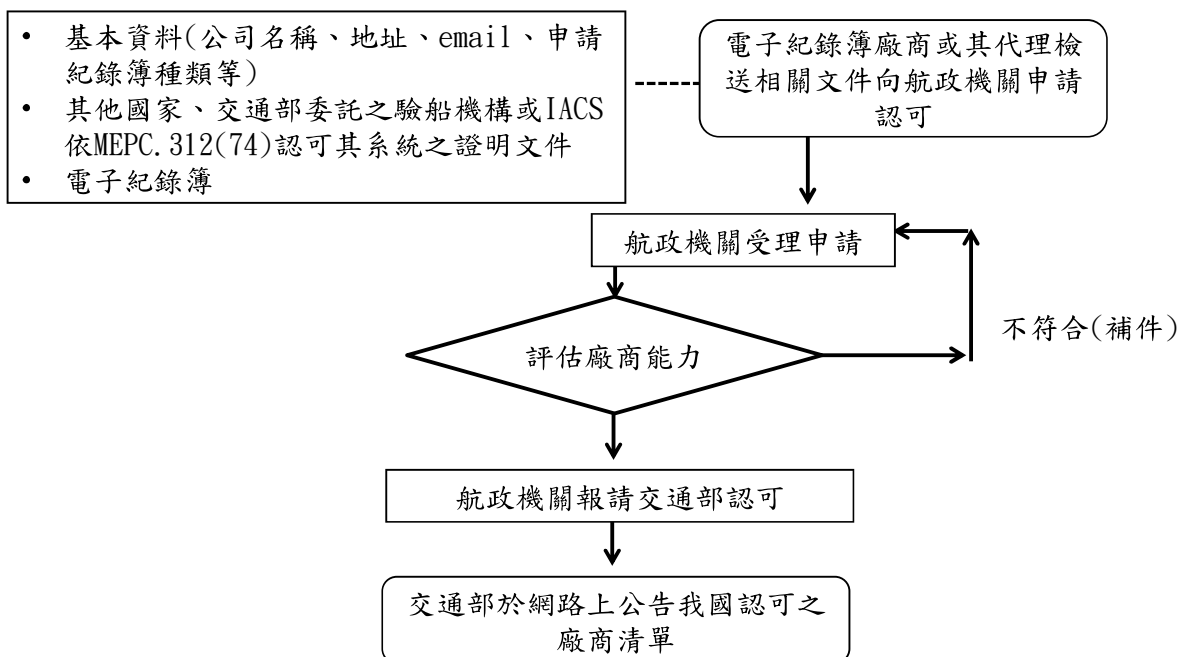 • 基本資料(公司名稱、地址、email、申請
紀錄簿種類等)
• 其他國家、交通部委託之驗船機構或IACS
依MEPC.312(74)認可其系統之證明文件
• 電子紀錄簿
電子紀錄簿廠商或其代理檢
送相關文件向航政機關申請
認可
航政機關受理申請
評估廠商能力
不符合(補件)
航政機關報請交通部認可
交通部於網路上公告我國認可之
廠商清單